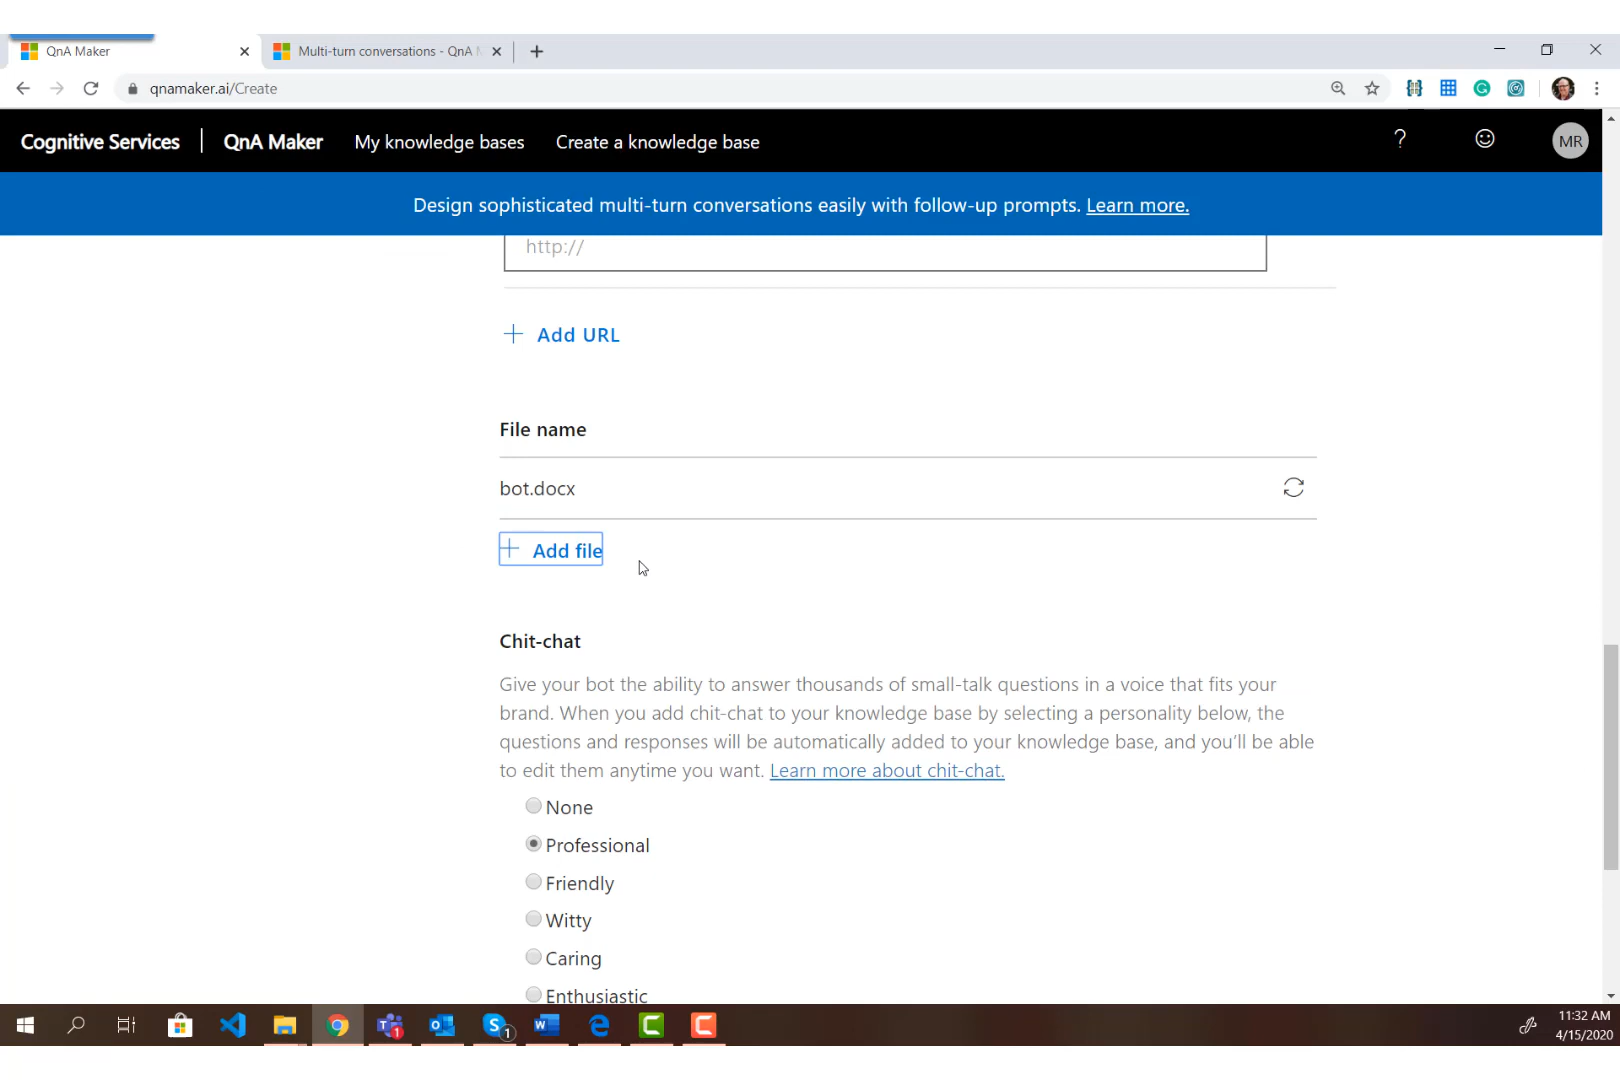 QnA Maker
Multi-turn conversations - QnA M
qnamaker.ai/Create
Cognitive Services
QnA Maker
My knowledge bases
Create a knowledge base
?
MR
Design sophisticated multi-turn conversations easily with follow-up prompts. Learn more.
http://
Add URL
File name
bot.docx
Add file
Chit-chat
Give your bot the ability to answer thousands of small-talk questions in a voice that fits your
brand. When you add chit-chat to your knowledge base by selecting a personality below, the
questions and responses will be automatically added to your knowledge base, and you'll be able
to edit them anytime you want. Learn more about chit-chat.
None
Professional
Friendly
Witty
Caring
Enthusiastic
11:32 AM
4/15/2020